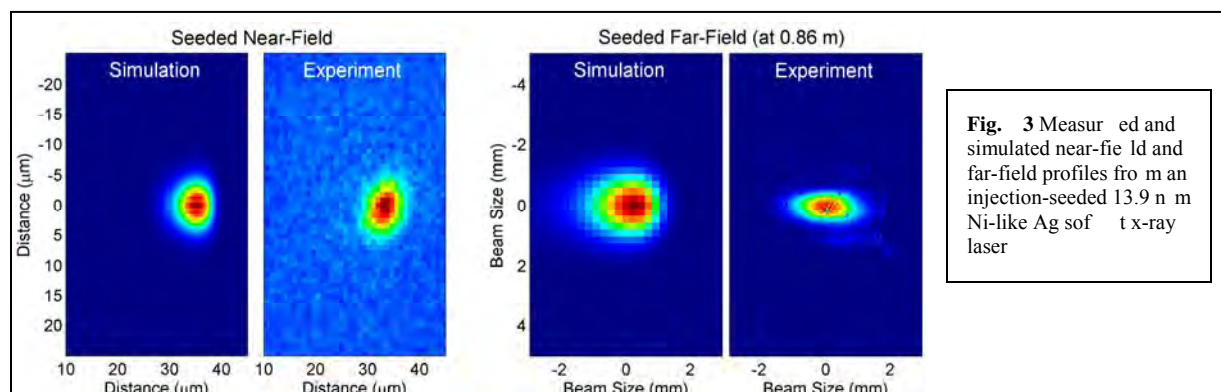 Seeded Near-Field
Simulation
Experiment
-20
-15
-10
-5
0
5
10
15
20
Distance (μm)
10 20 30 40
10 20 30 40
Distance (μm)
Distance (μm)
Seeded Far-Field (at 0.86 m)
Simulation
Experiment
-4
-2
0
2
4
Beam Size (mm)
-2 0 2
-2 0 2
Beam Size (mm)
Beam Size (mm)
Fig. 3 Measur ed and
simulated near-fie ld and
far-field profiles fro m an
injection-seeded 13.9 n m
Ni-like Ag sof t x-ray
laser